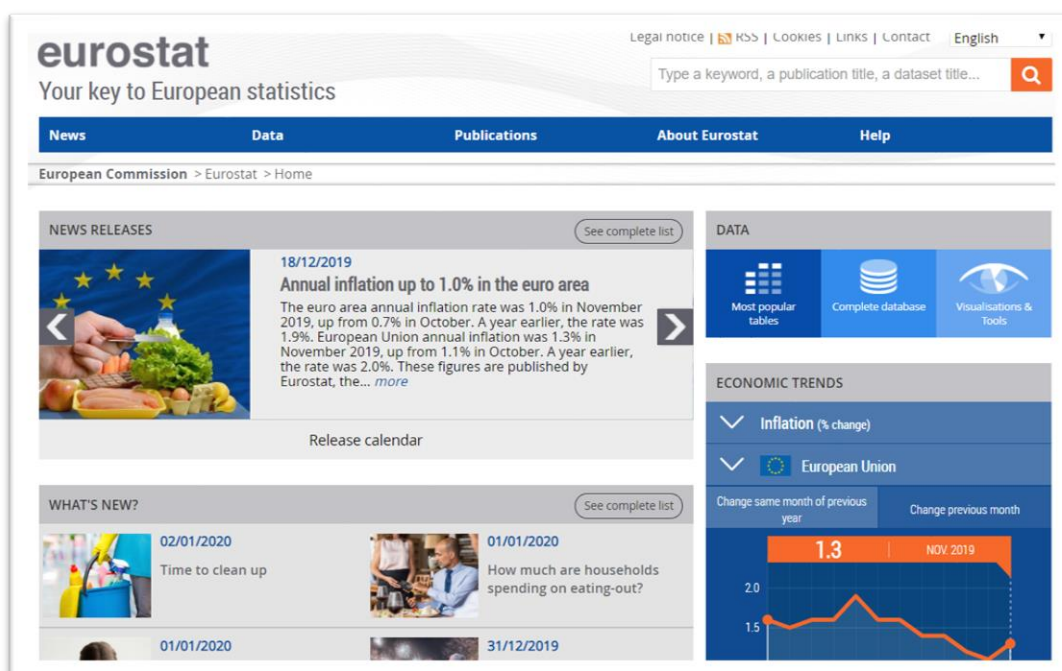 eurostat
Legal notice | RSS | Cookies | Links | Contact English
Your key to European statistics
Type a keyword, a publication title, a dataset title...
News Data Publications About Eurostat Help
European Commission > Eurostat > Home
NEWS RELEASES
See complete list
18/12/2019
Annual inflation up to 1.0% in the euro area
The euro area annual inflation rate was 1.0% in November
2019, up from 0.7% in October. A year earlier, the rate was
1.9%. European Union annual inflation was 1.3% in
November 2019, up from 1.1% in October. A year earlier,
the rate was 2.0%. These figures are published by
Eurostat, the... more
Release calendar
DATA
Most popular
tables
Complete database
Visualisations &
Tools
ECONOMIC TRENDS
Inflation (% change)
European Union
Change same month of previous
year
Change previous month
1.3 NOV. 2019
2.0
1.5
WHAT'S NEW?
See complete list
02/01/2020
Time to clean up
01/01/2020
How much are households
spending on eating-out?
01/01/2020
31/12/2019